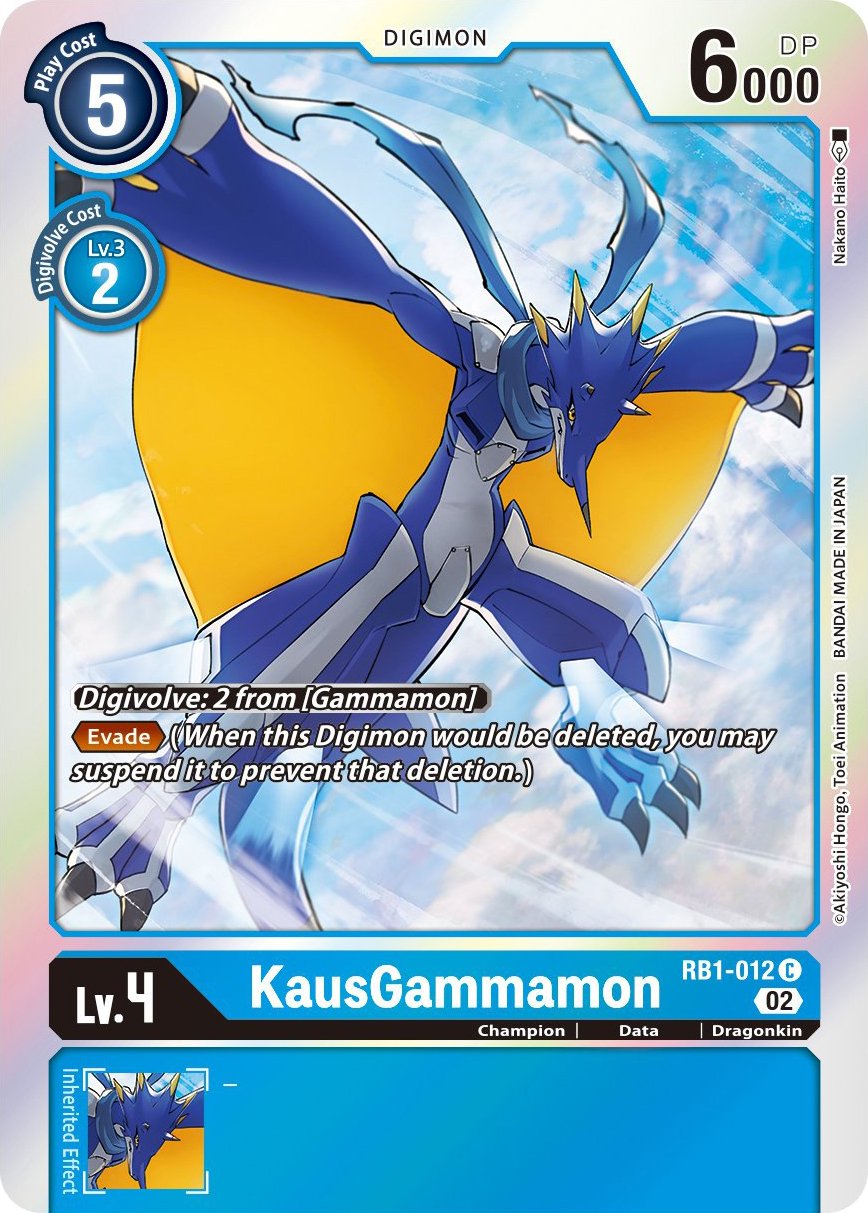 DIGIMON
Play Cost
5
DP
6000
Digivolve Cost
Lv.3
2
Nakano Haito
Digivolve: 2 from [Gammamon]
Evade (When this Digimon would be deleted, you may
suspend it to prevent that deletion.)
©Akiyoshi Hongo, Toei Animation BANDAI MADE IN JAPAN
Lv.4
KausGammamon
RB1-012 C
02
Champion | Data | Dragonkin
Inherited Effect
–